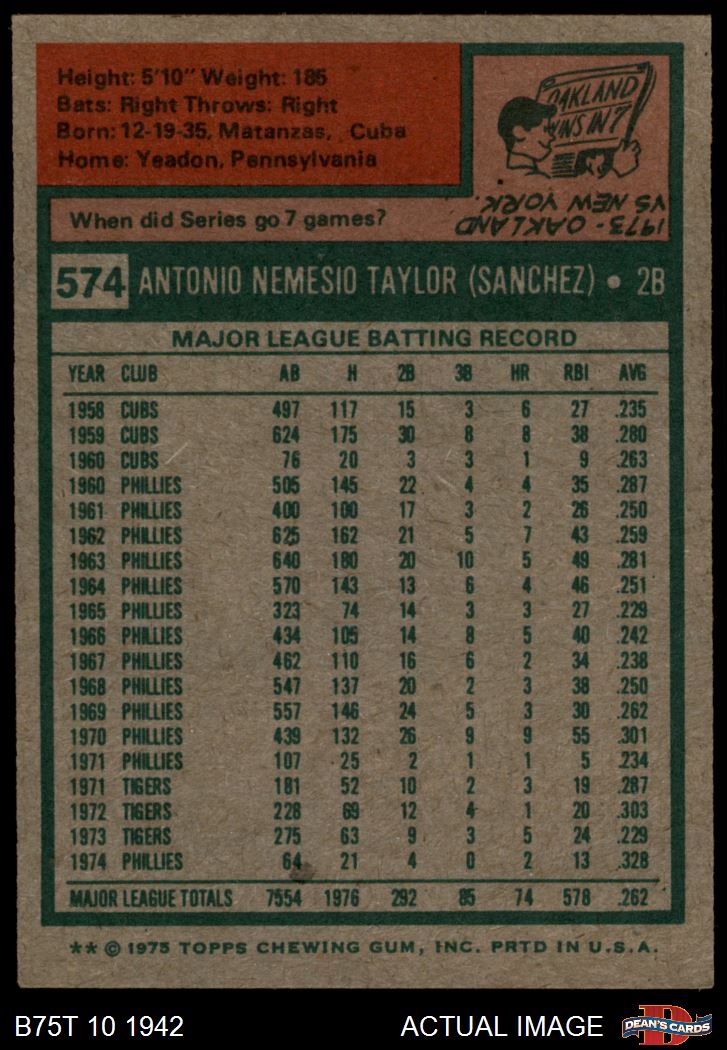 Height: 5'10" Weight: 185
Bats: Right Throws: Right
Born: 12-19-35, Matanzas, Cuba
Home: Yeadon, Pennsylvania
OAKLAND
WINS IN 7
When did Series go 7 games?
1973 - OAKLAND
VS NEW YORK.
574 ANTONIO NEMESIO TAYLOR (SANCHEZ) • 2B
MAJOR LEAGUE BATTING RECORD
YEAR CLUB AB H 2B 3B HR RBI AVG
1958 CUBS 497 117 15 3 6 27 .235
1959 CUBS 624 175 30 8 8 38 .280
1960 CUBS 76 20 3 3 1 9 .263
1960 PHILLIES 505 145 22 4 4 35 .287
1961 PHILLIES 400 100 17 3 2 26 .250
1962 PHILLIES 625 162 21 5 7 43 .259
1963 PHILLIES 640 180 20 10 5 49 .281
1964 PHILLIES 570 143 13 6 4 46 .251
1965 PHILLIES 323 74 14 3 3 27 .229
1966 PHILLIES 434 105 14 8 5 40 .242
1967 PHILLIES 462 110 16 6 2 34 .238
1968 PHILLIES 547 137 20 2 3 38 .250
1969 PHILLIES 557 146 24 5 3 30 .262
1970 PHILLIES 439 132 26 9 9 55 .301
1971 PHILLIES 107 25 2 1 1 5 .234
1971 TIGERS 181 52 10 2 3 19 .287
1972 TIGERS 228 69 12 4 1 20 .303
1973 TIGERS 275 63 9 3 5 24 .229
1974 PHILLIES 64 21 4 0 2 13 .328
MAJOR LEAGUE TOTALS 7554 1976 292 85 74 578 .262
** © 1975 TOPPS CHEWING GUM, INC. PRTD IN U.S.A.
B75T 10 1942 ACTUAL IMAGE
D
DEAN'S CARDS